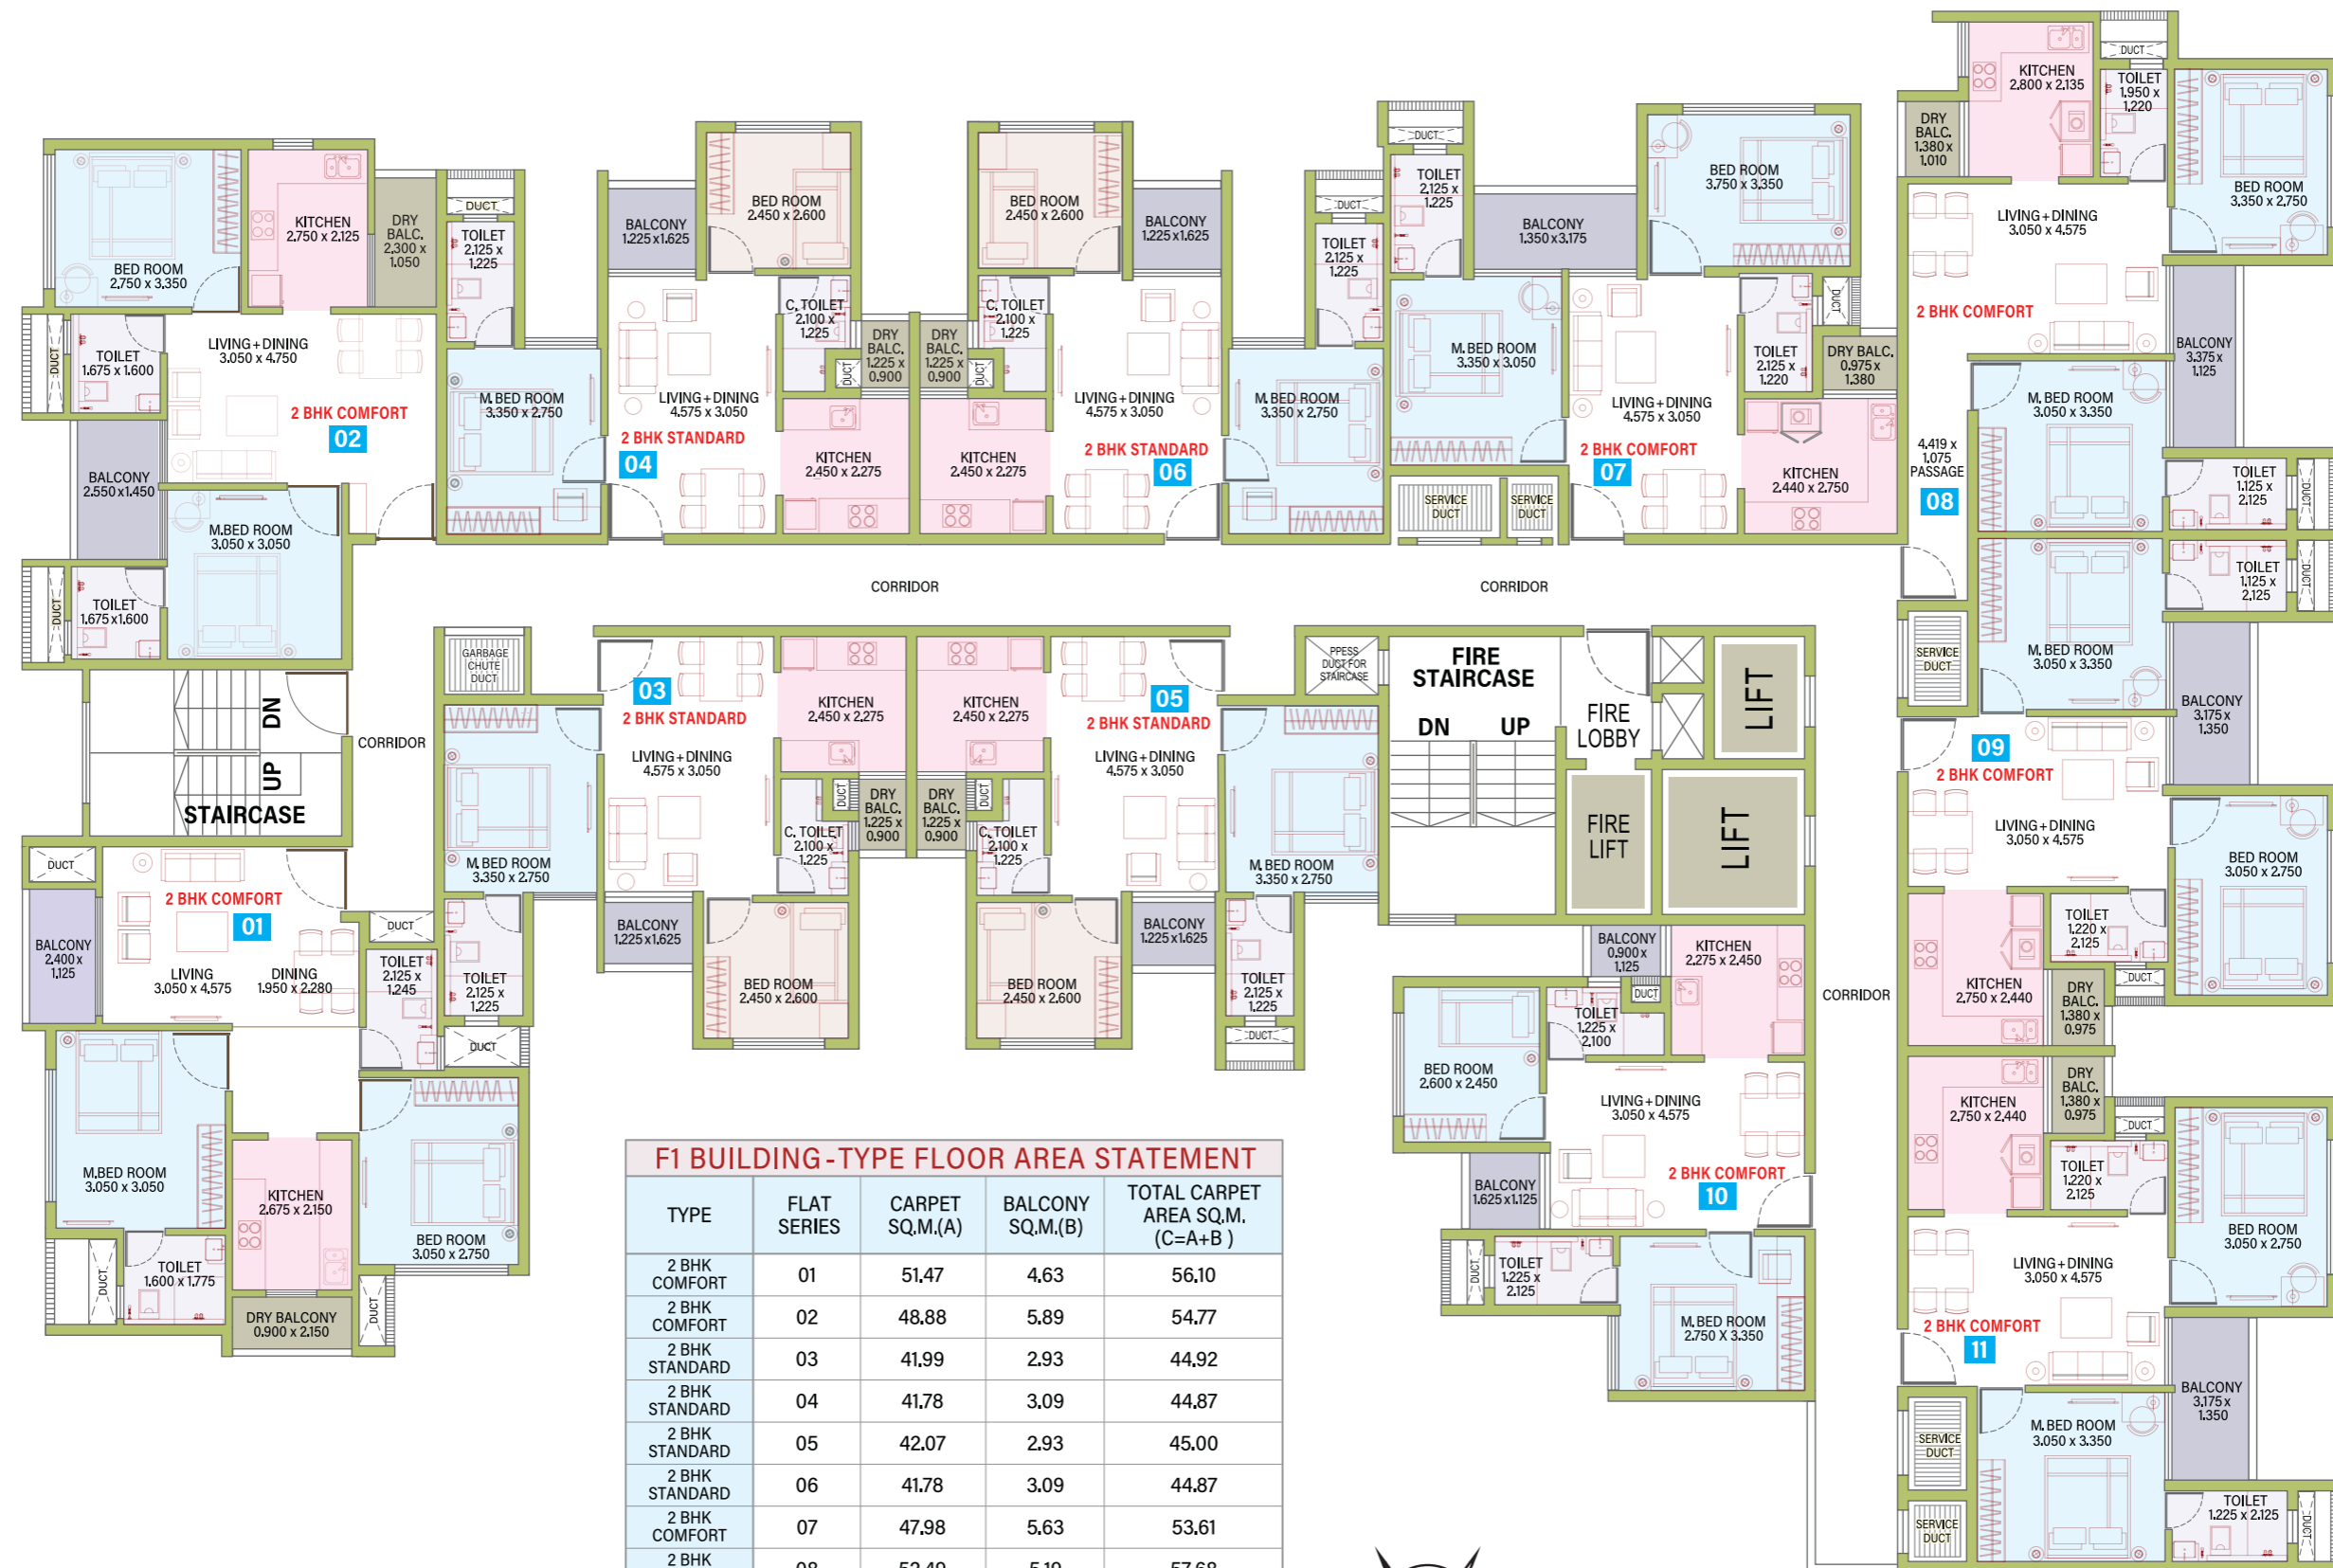 BED ROOM
2.750 x 3.350
KITCHEN
2.750 x 2.125
DRY
BALC.
2.300 x
1.050
DUCT
TOILET
1.675 x 1.600
LIVING+DINING
3.050 x 4.750
2 BHK COMFORT
02
BALCONY
2.550 x 1.450
M.BED ROOM
3.050 x 3.050
DUCT
TOILET
1.675 x 1.600
DUCT
TOILET
2.125 x
1.225
M. BED ROOM
3.350 x 2.750
BALCONY
1.225 x 1.625
BED ROOM
2.450 x 2.600
C. TOILET
2.100 x
1.225
DRY
BALC.
1.225 x
0.900
DUCT
LIVING+DINING
4.575 x 3.050
2 BHK STANDARD
04
KITCHEN
2.450 x 2.275
BED ROOM
2.450 x 2.600
BALCONY
1.225 x 1.625
C. TOILET
2.100 x
1.225
DRY
BALC.
1.225 x
0.900
DUCT
LIVING+DINING
4.575 x 3.050
2 BHK STANDARD
06
KITCHEN
2.450 x 2.275
DUCT
TOILET
2.125 x
1.225
M. BED ROOM
3.350 x 2.750
DUCT
TOILET
2.125 x
1.225
BALCONY
1.350 x 3.175
BED ROOM
3.750 x 3.350
M. BED ROOM
3.350 x 3.050
TOILET
2.125 x
1.220
DUCT
DRY BALC.
0.975 x
1.380
LIVING+DINING
4.575 x 3.050
2 BHK COMFORT
07
KITCHEN
2.440 x 2.750
SERVICE
DUCT
SERVICE
DUCT
KITCHEN
2.800 x 2.135
DUCT
TOILET
1.950 x
1.220
DRY
BALC.
1.380 x
1.010
BED ROOM
3.350 x 2.750
LIVING+DINING
3.050 x 4.575
2 BHK COMFORT
BALCONY
3.375 x
1.125
M. BED ROOM
3.050 x 3.350
4.419 x
1.075
PASSAGE
08
TOILET
1.125 x
2.125
DUCT
CORRIDOR
CORRIDOR
TOILET
1.125 x
2.125
DUCT
M. BED ROOM
3.050 x 3.350
SERVICE
DUCT
BALCONY
3.175 x
1.350
09
2 BHK COMFORT
LIVING+DINING
3.050 x 4.575
BED ROOM
3.050 x 2.750
TOILET
1.220 x
2.125
DUCT
KITCHEN
2.750 x 2.440
DRY
BALC.
1.380 x
0.975
DN
UP
STAIRCASE
CORRIDOR
GARBAGE
CHUTE
DUCT
03
2 BHK STANDARD
LIVING+DINING
4.575 x 3.050
KITCHEN
2.450 x 2.275
M. BED ROOM
3.350 x 2.750
DUCT
DRY
BALC.
1.225 x
0.900
C. TOILET
2.100 x
1.225
BALCONY
1.225 x 1.625
BED ROOM
2.450 x 2.600
TOILET
2.125 x
1.225
DUCT
KITCHEN
2.450 x 2.275
05
2 BHK STANDARD
LIVING+DINING
4.575 x 3.050
DRY
BALC.
1.225 x
0.900
DUCT
C. TOILET
2.100 x
1.225
BED ROOM
2.450 x 2.600
BALCONY
1.225 x 1.625
M. BED ROOM
3.350 x 2.750
TOILET
2.125 x
1.225
DUCT
PPESS
DUCT FOR
STAIRCASE
FIRE
STAIRCASE
DN UP
FIRE
LOBBY
LIFT
FIRE
LIFT
LIFT
DUCT
2 BHK COMFORT
01
BALCONY
2.400 x
1.125
LIVING
3.050 x 4.575
DINING
1.950 x 2.280
DUCT
TOILET
2.125 x
1.245
M.BED ROOM
3.050 x 3.050
KITCHEN
2.675 x 2.150
BED ROOM
3.050 x 2.750
DUCT
TOILET
1.600 x 1.775
DRY BALCONY
0.900 x 2.150
DUCT
BALCONY
0.900 x
1.125
KITCHEN
2.275 x 2.450
DUCT
TOILET
1.225 x
2.100
BED ROOM
2.600 x 2.450
LIVING+DINING
3.050 x 4.575
2 BHK COMFORT
10
BALCONY
1.625 x 1.125
DUCT
TOILET
1.225 x
2.125
M. BED ROOM
2.750 X 3.350
CORRIDOR
KITCHEN
2.750 x 2.440
DRY
BALC.
1.380 x
0.975
DUCT
TOILET
1.220 x
2.125
BED ROOM
3.050 x 2.750
LIVING+DINING
3.050 x 4.575
2 BHK COMFORT
11
BALCONY
3.175 x
1.350
M. BED ROOM
3.050 x 3.350
SERVICE
DUCT
SERVICE
DUCT
TOILET
1.225 x 2.125
DUCT
F1 BUILDING-TYPE FLOOR AREA STATEMENT
TYPE FLAT SERIES CARPET SQ.M.(A) BALCONY SQ.M.(B) TOTAL CARPET AREA SQ.M. (C=A+B )
2 BHK COMFORT 01 51.47 4.63 56.10
2 BHK COMFORT 02 48.88 5.89 54.77
2 BHK STANDARD 03 41.99 2.93 44.92
2 BHK STANDARD 04 41.78 3.09 44.87
2 BHK STANDARD 05 42.07 2.93 45.00
2 BHK STANDARD 06 41.78 3.09 44.87
2 BHK COMFORT 07 47.98 5.63 53.61
2 BHK 08 52.49 5.19 57.68